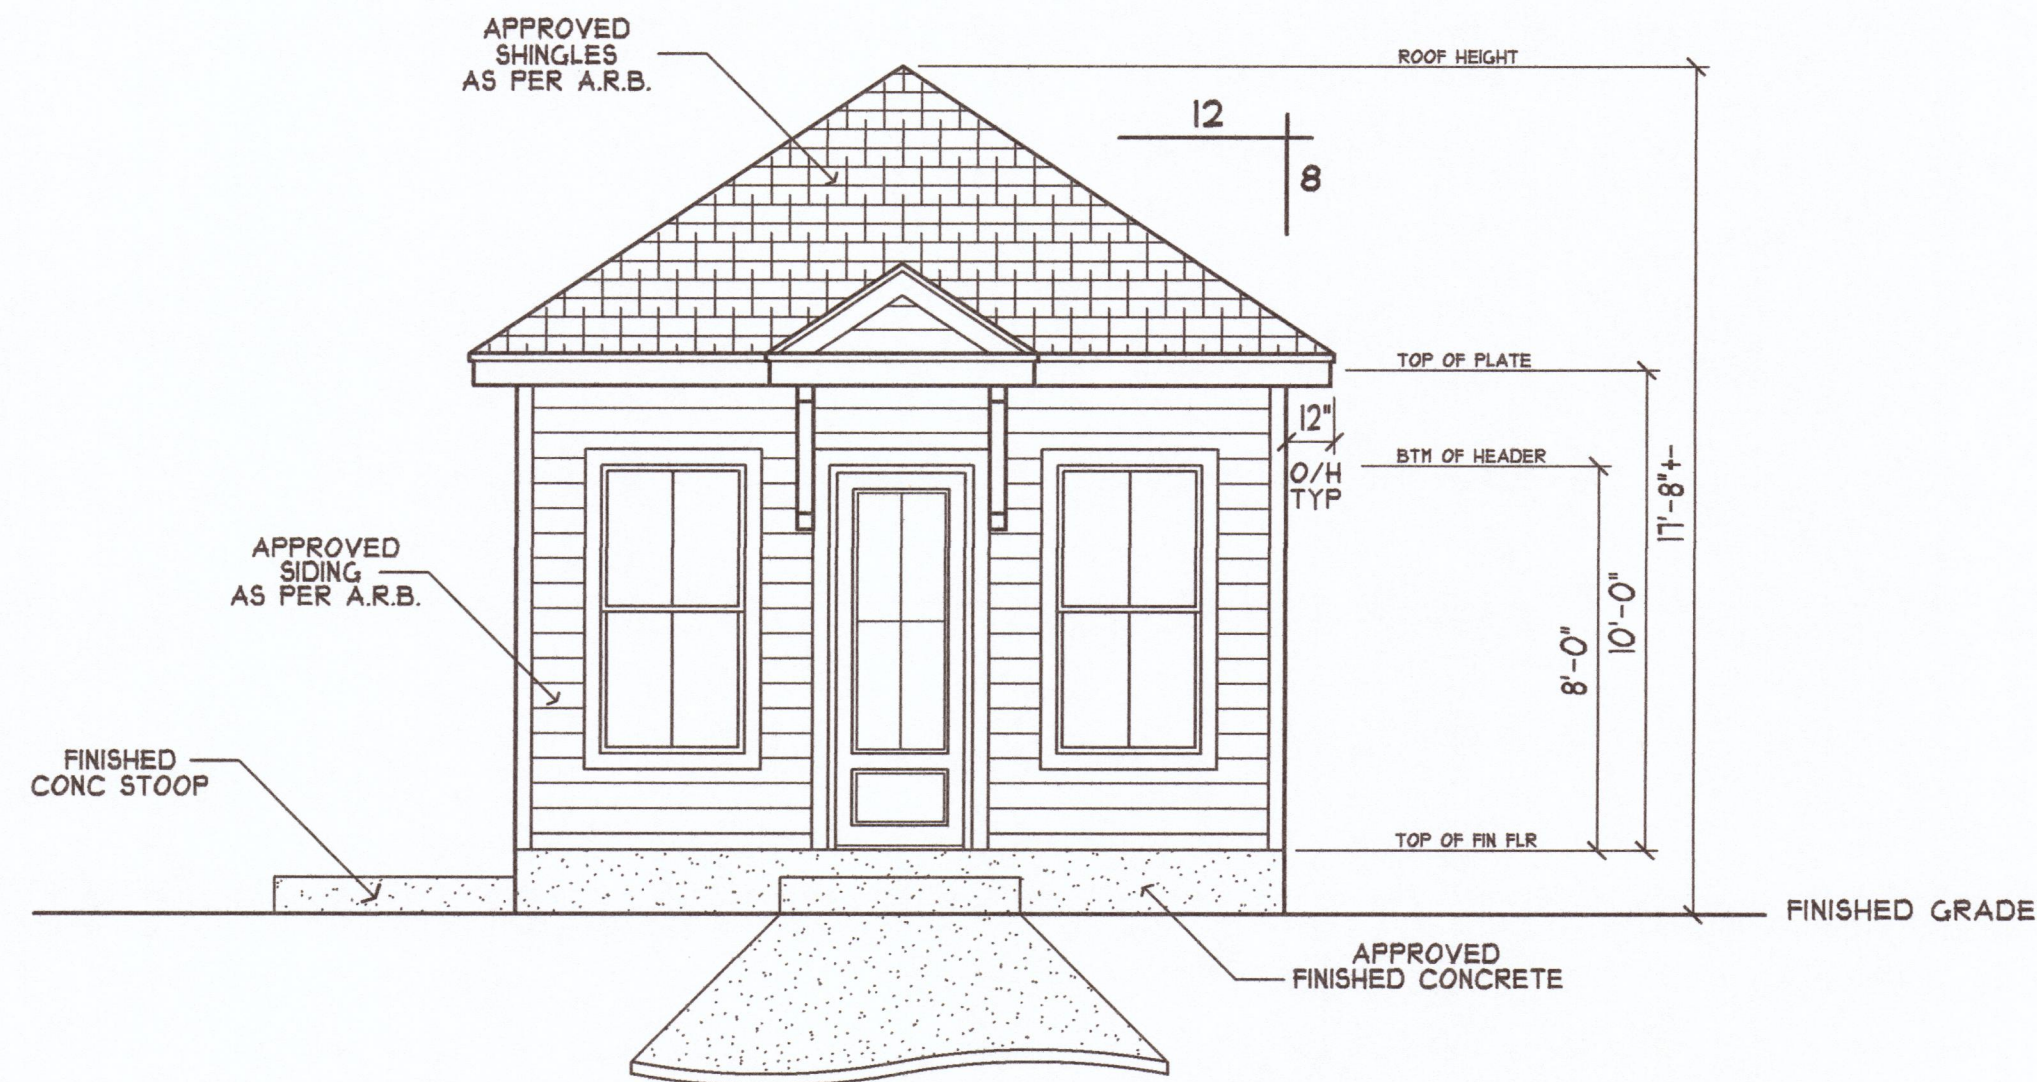 APPROVED
SHINGLES
AS PER A.R.B.
ROOF HEIGHT
12
8
TOP OF PLATE
12"
O/H
TYP
BTM OF HEADER
17'-8"+-
10'-0"
8'-0"
APPROVED
SIDING
AS PER A.R.B.
FINISHED
CONC STOOP
TOP OF FIN FLR
FINISHED GRADE
APPROVED
FINISHED CONCRETE